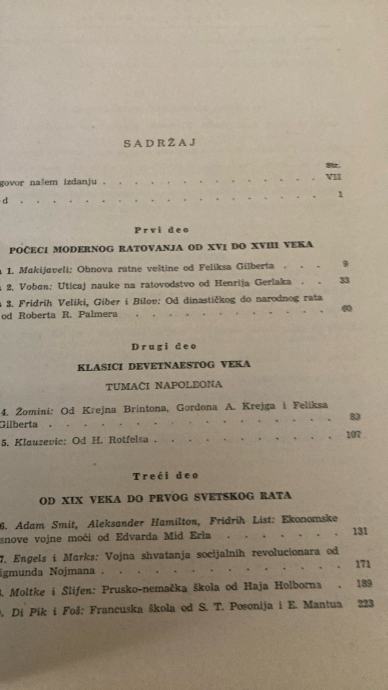 SADRŽAJ
Str.
govor našem izdanju . . . . . . . . . . . . VII
d . . . . . . . . . . . . . . . 1
Prvi deo
POČECI MODERNOG RATOVANJA OD XVI DO XVIII VEKA
1. Makijaveli: Obnova ratne veštine od Feliksa Gilberta . . . 9
2. Voban: Uticaj nauke na ratovodstvo od Henrija Gerlaka . . . 33
3. Fridrih Veliki, Giber i Bilov: Od dinastičkog do narodnog rata
od Roberta R. Palmera . . . . . . . . . . 60
Drugi deo
KLASICI DEVETNAESTOG VEKA
TUMAČI NAPOLEONA
4. Žomini: Od Krejna Brintona, Gordona A. Krejga i Feliksa
Gilberta . . . . . . . . . . . . . . 83
5. Klauzevic: Od H. Rotfelsa . . . . . . . . . . 107
Treći deo
OD XIX VEKA DO PRVOG SVETSKOG RATA
6. Adam Smit, Aleksander Hamilton, Fridrih List: Ekonomske
snove vojne moći od Edvarda Mid Erla . . . . . . 131
7. Engels i Marks: Vojna shvatanja socijalnih revolucionara od
igmunda Nojmana . . . . . . . . . . . . 171
Moltke i Šlifen: Prusko-nemačka škola od Haja Holborna . 189
Di Pik i Foš: Francuska škola od S. T. Posonija i E. Mantua 223